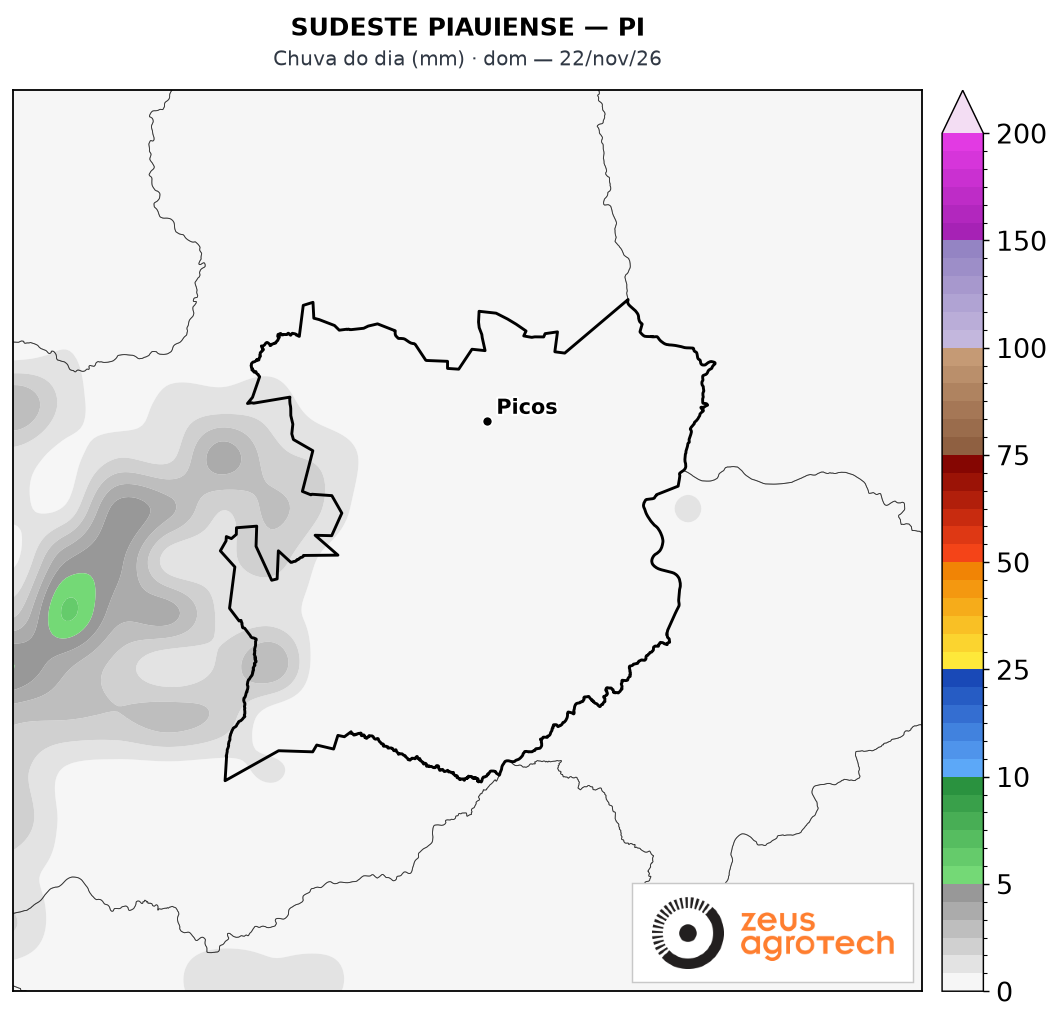 SUDESTE PIAUIENSE — PI
Chuva do dia (mm) · dom — 22/nov/26
Picos
200
150
100
75
50
25
10
5
0
zeus
agroTech